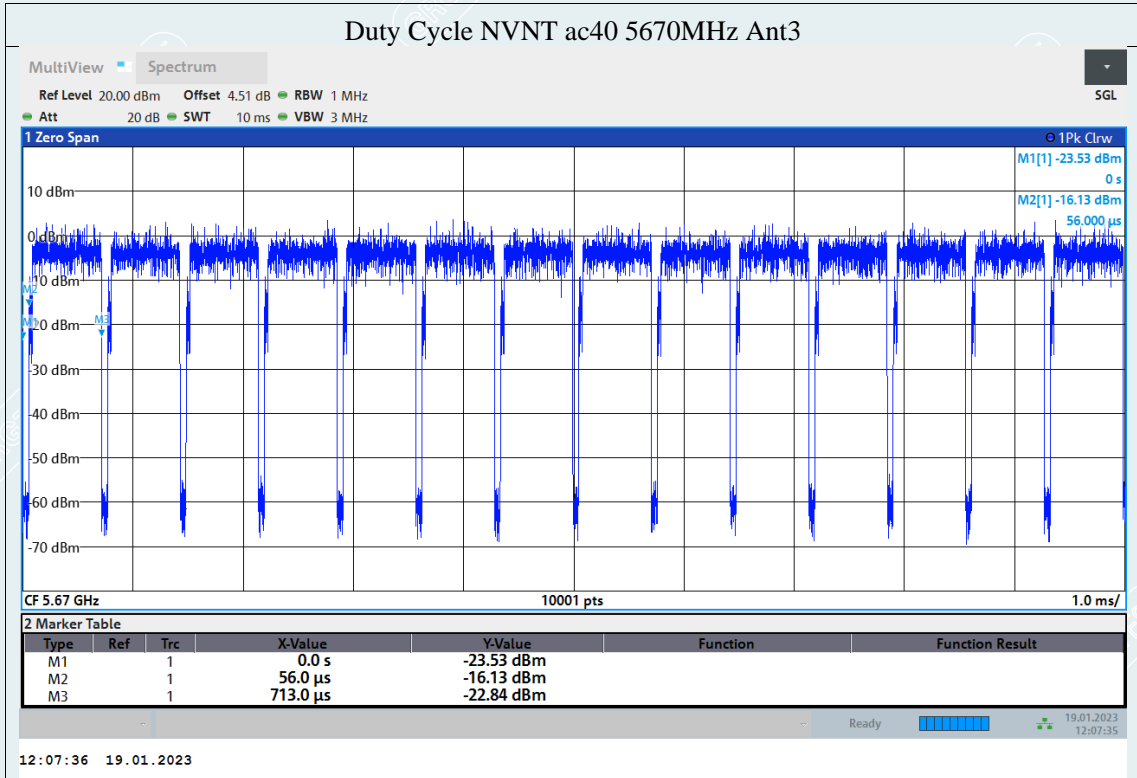 Duty Cycle NVNT ac40 5670MHz Ant3
MultiView Spectrum
Ref Level 20.00 dBm Offset 4.51 dB RBW 1 MHz SGL
Att 20 dB SWT 10 ms VBW 3 MHz
1 Zero Span 1Pk Clrw
M1[1] -23.53 dBm
0 s
10 dBm
M2[1] -16.13 dBm
56.000 µs
0 dBm
-10 dBm
M2
M1
-20 dBm
M3
-30 dBm
-40 dBm
-50 dBm
-60 dBm
-70 dBm
CF 5.67 GHz 10001 pts 1.0 ms/
2 Marker Table
Type Ref Trc X-Value Y-Value Function Function Result
M1 1 0.0 s -23.53 dBm
M2 1 56.0 µs -16.13 dBm
M3 1 713.0 µs -22.84 dBm
Ready 19.01.2023
12:07:35
12:07:36 19.01.2023